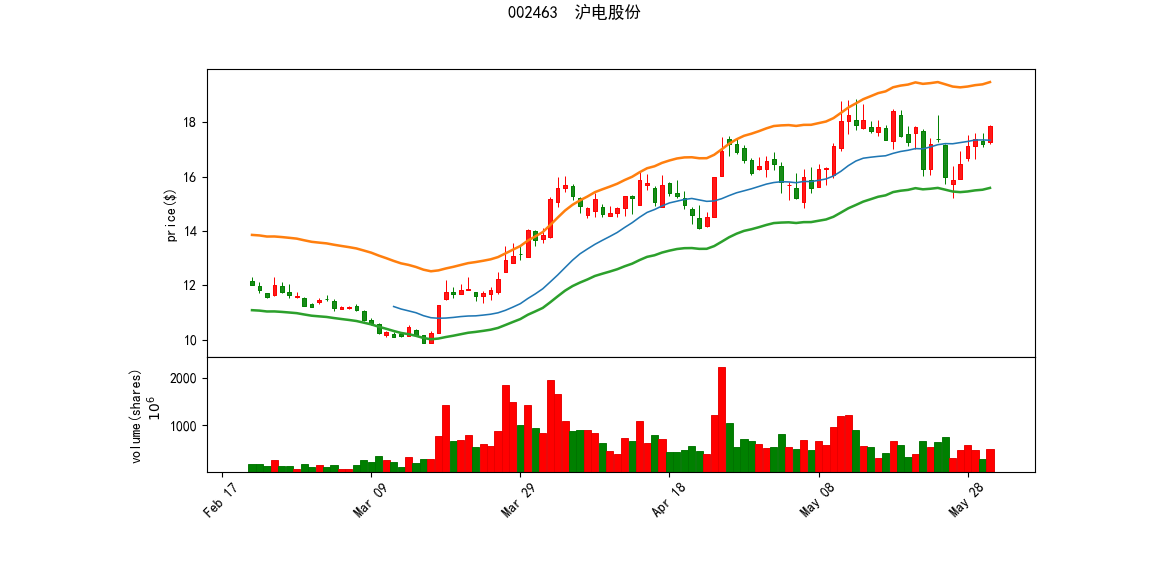 002463 沪电股份
price($)
18
16
14
12
10
volume(shares)
10^6
2000
1000
Feb 17
Mar 09
Mar 29
Apr 18
May 08
May 28